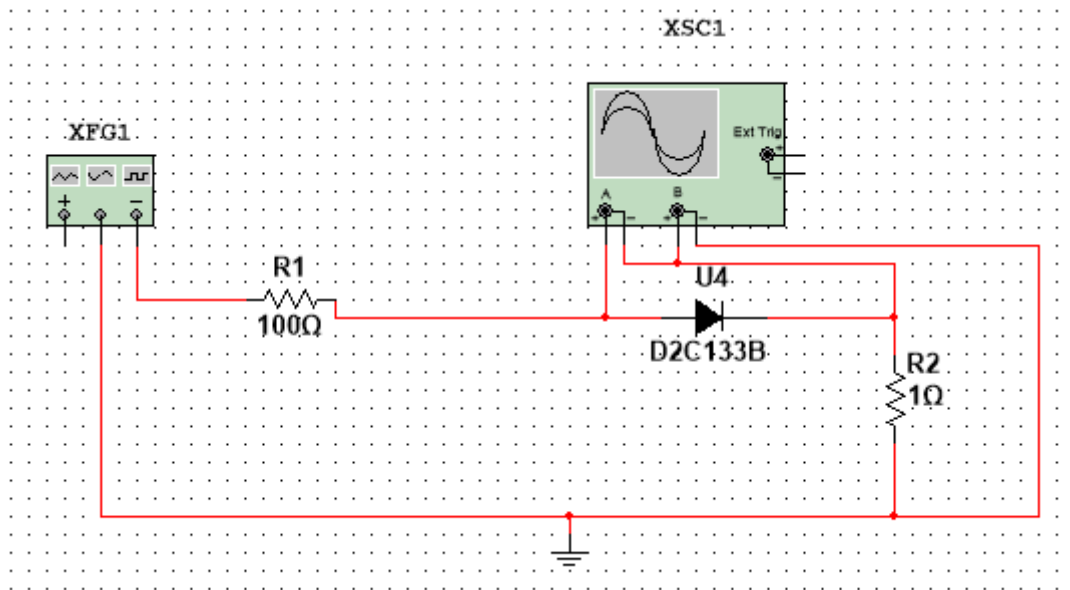 XSC1
XFG1
Ext Trig
+
−
+
−
A
B
+
−
+
−
R1
100Ω
U4
D2C133B
R2
1Ω